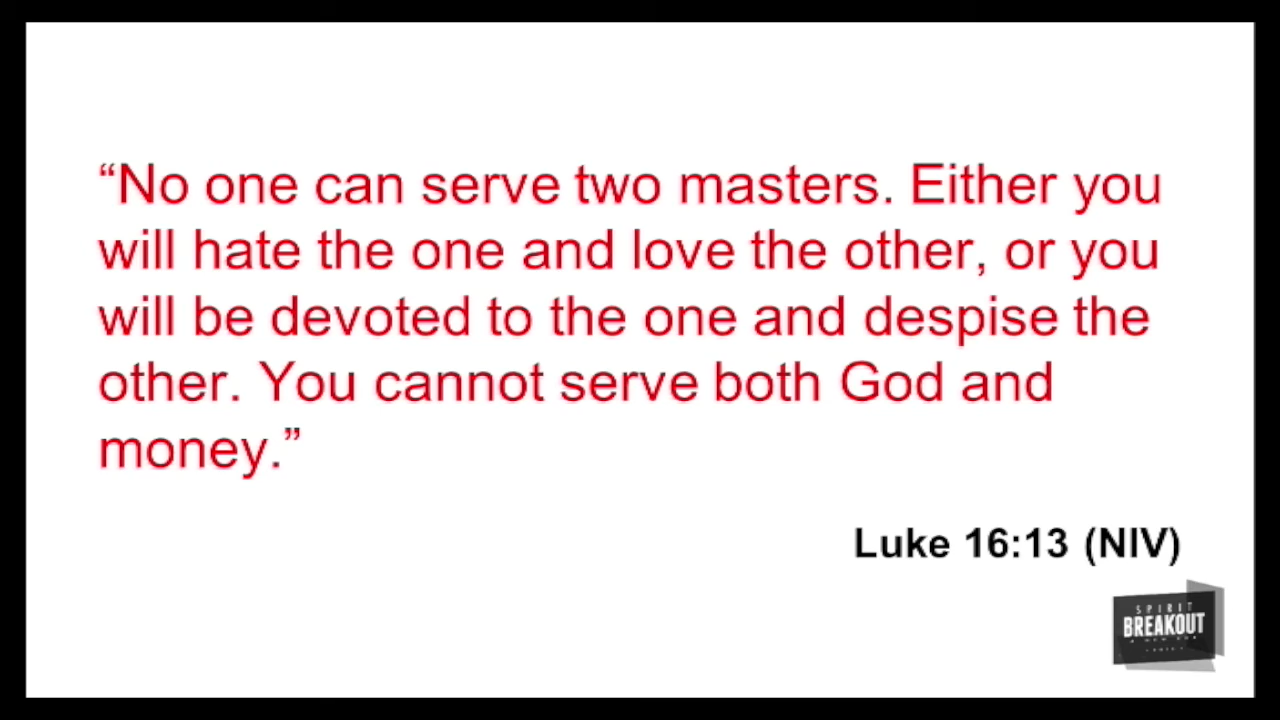 “No one can serve two masters. Either you
will hate the one and love the other, or you
will be devoted to the one and despise the
other. You cannot serve both God and
money.”
Luke 16:13 (NIV)
SPIRIT
BREAKOUT